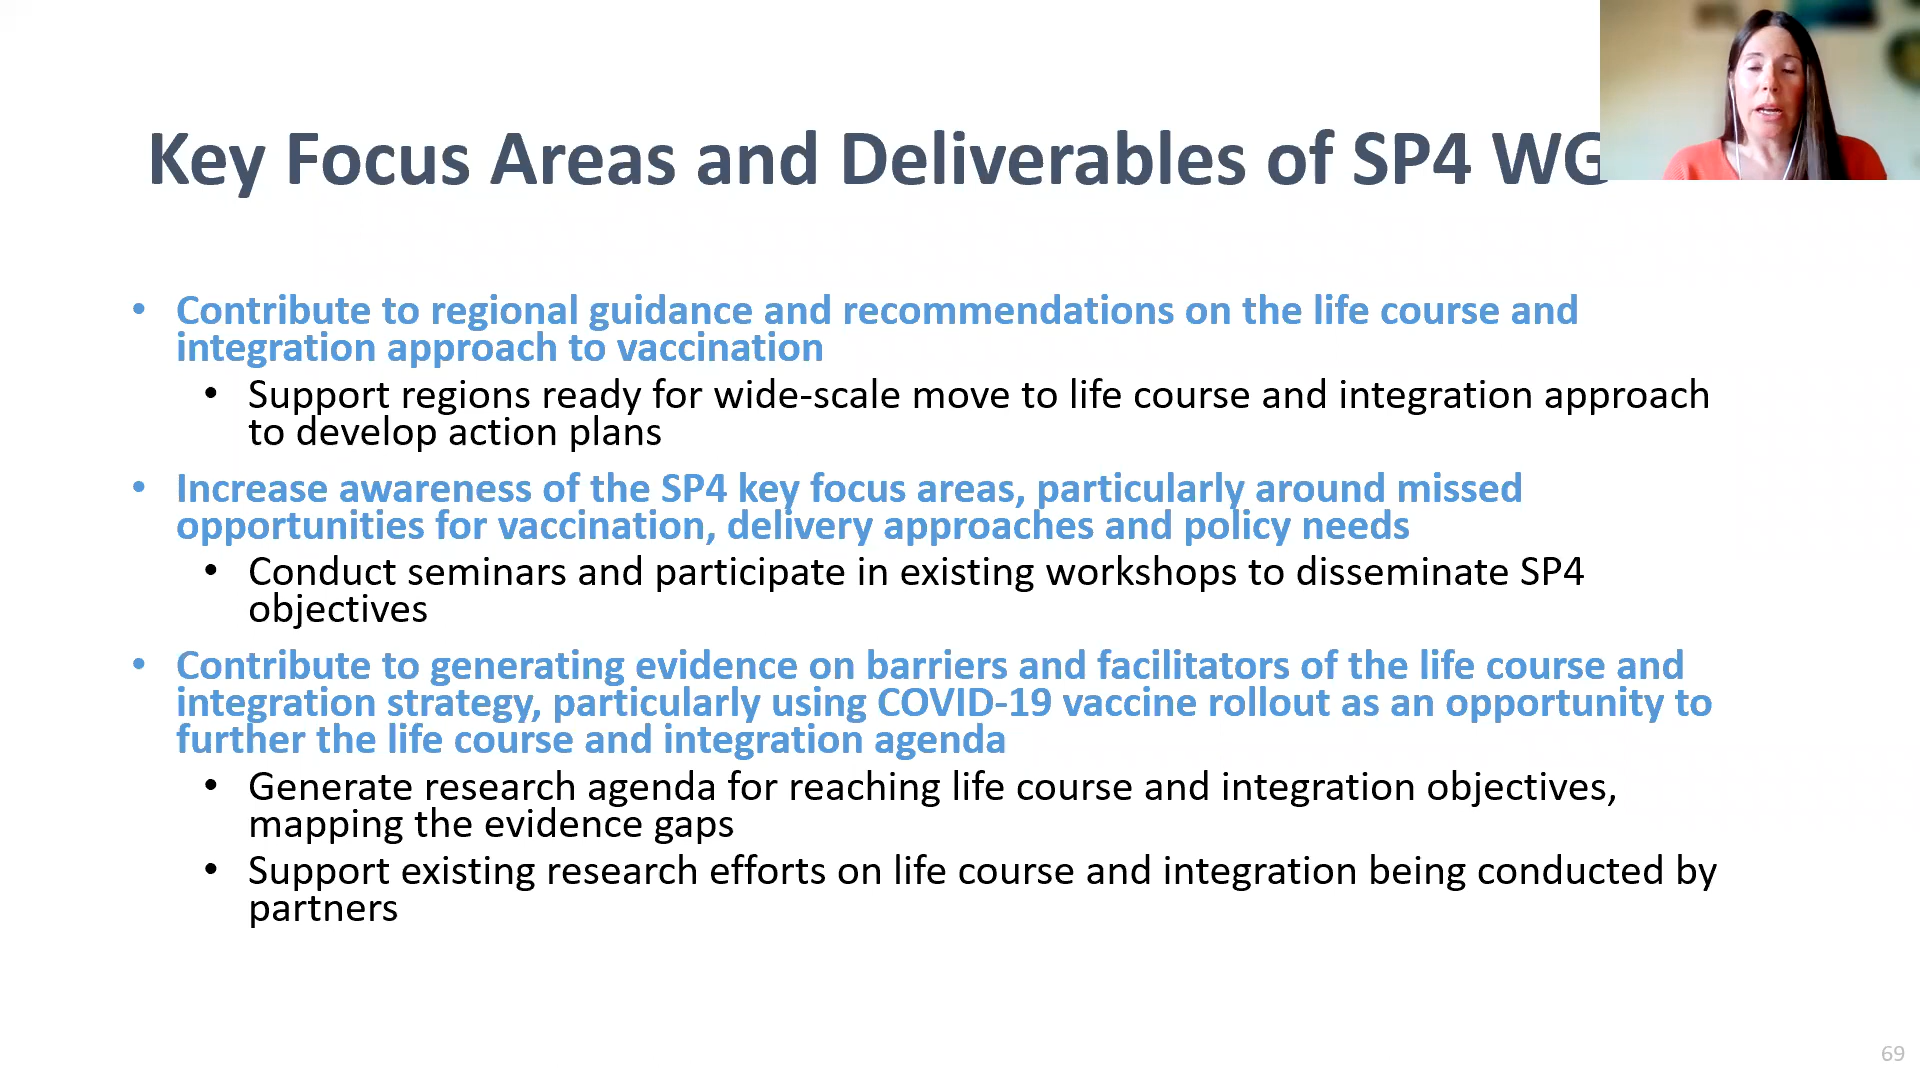 Key Focus Areas and Deliverables of SP4 WG
• Contribute to regional guidance and recommendations on the life course and
integration approach to vaccination
• Support regions ready for wide-scale move to life course and integration approach
to develop action plans
• Increase awareness of the SP4 key focus areas, particularly around missed
opportunities for vaccination, delivery approaches and policy needs
• Conduct seminars and participate in existing workshops to disseminate SP4
objectives
• Contribute to generating evidence on barriers and facilitators of the life course and
integration strategy, particularly using COVID-19 vaccine rollout as an opportunity to
further the life course and integration agenda
• Generate research agenda for reaching life course and integration objectives,
mapping the evidence gaps
• Support existing research efforts on life course and integration being conducted by
partners
69